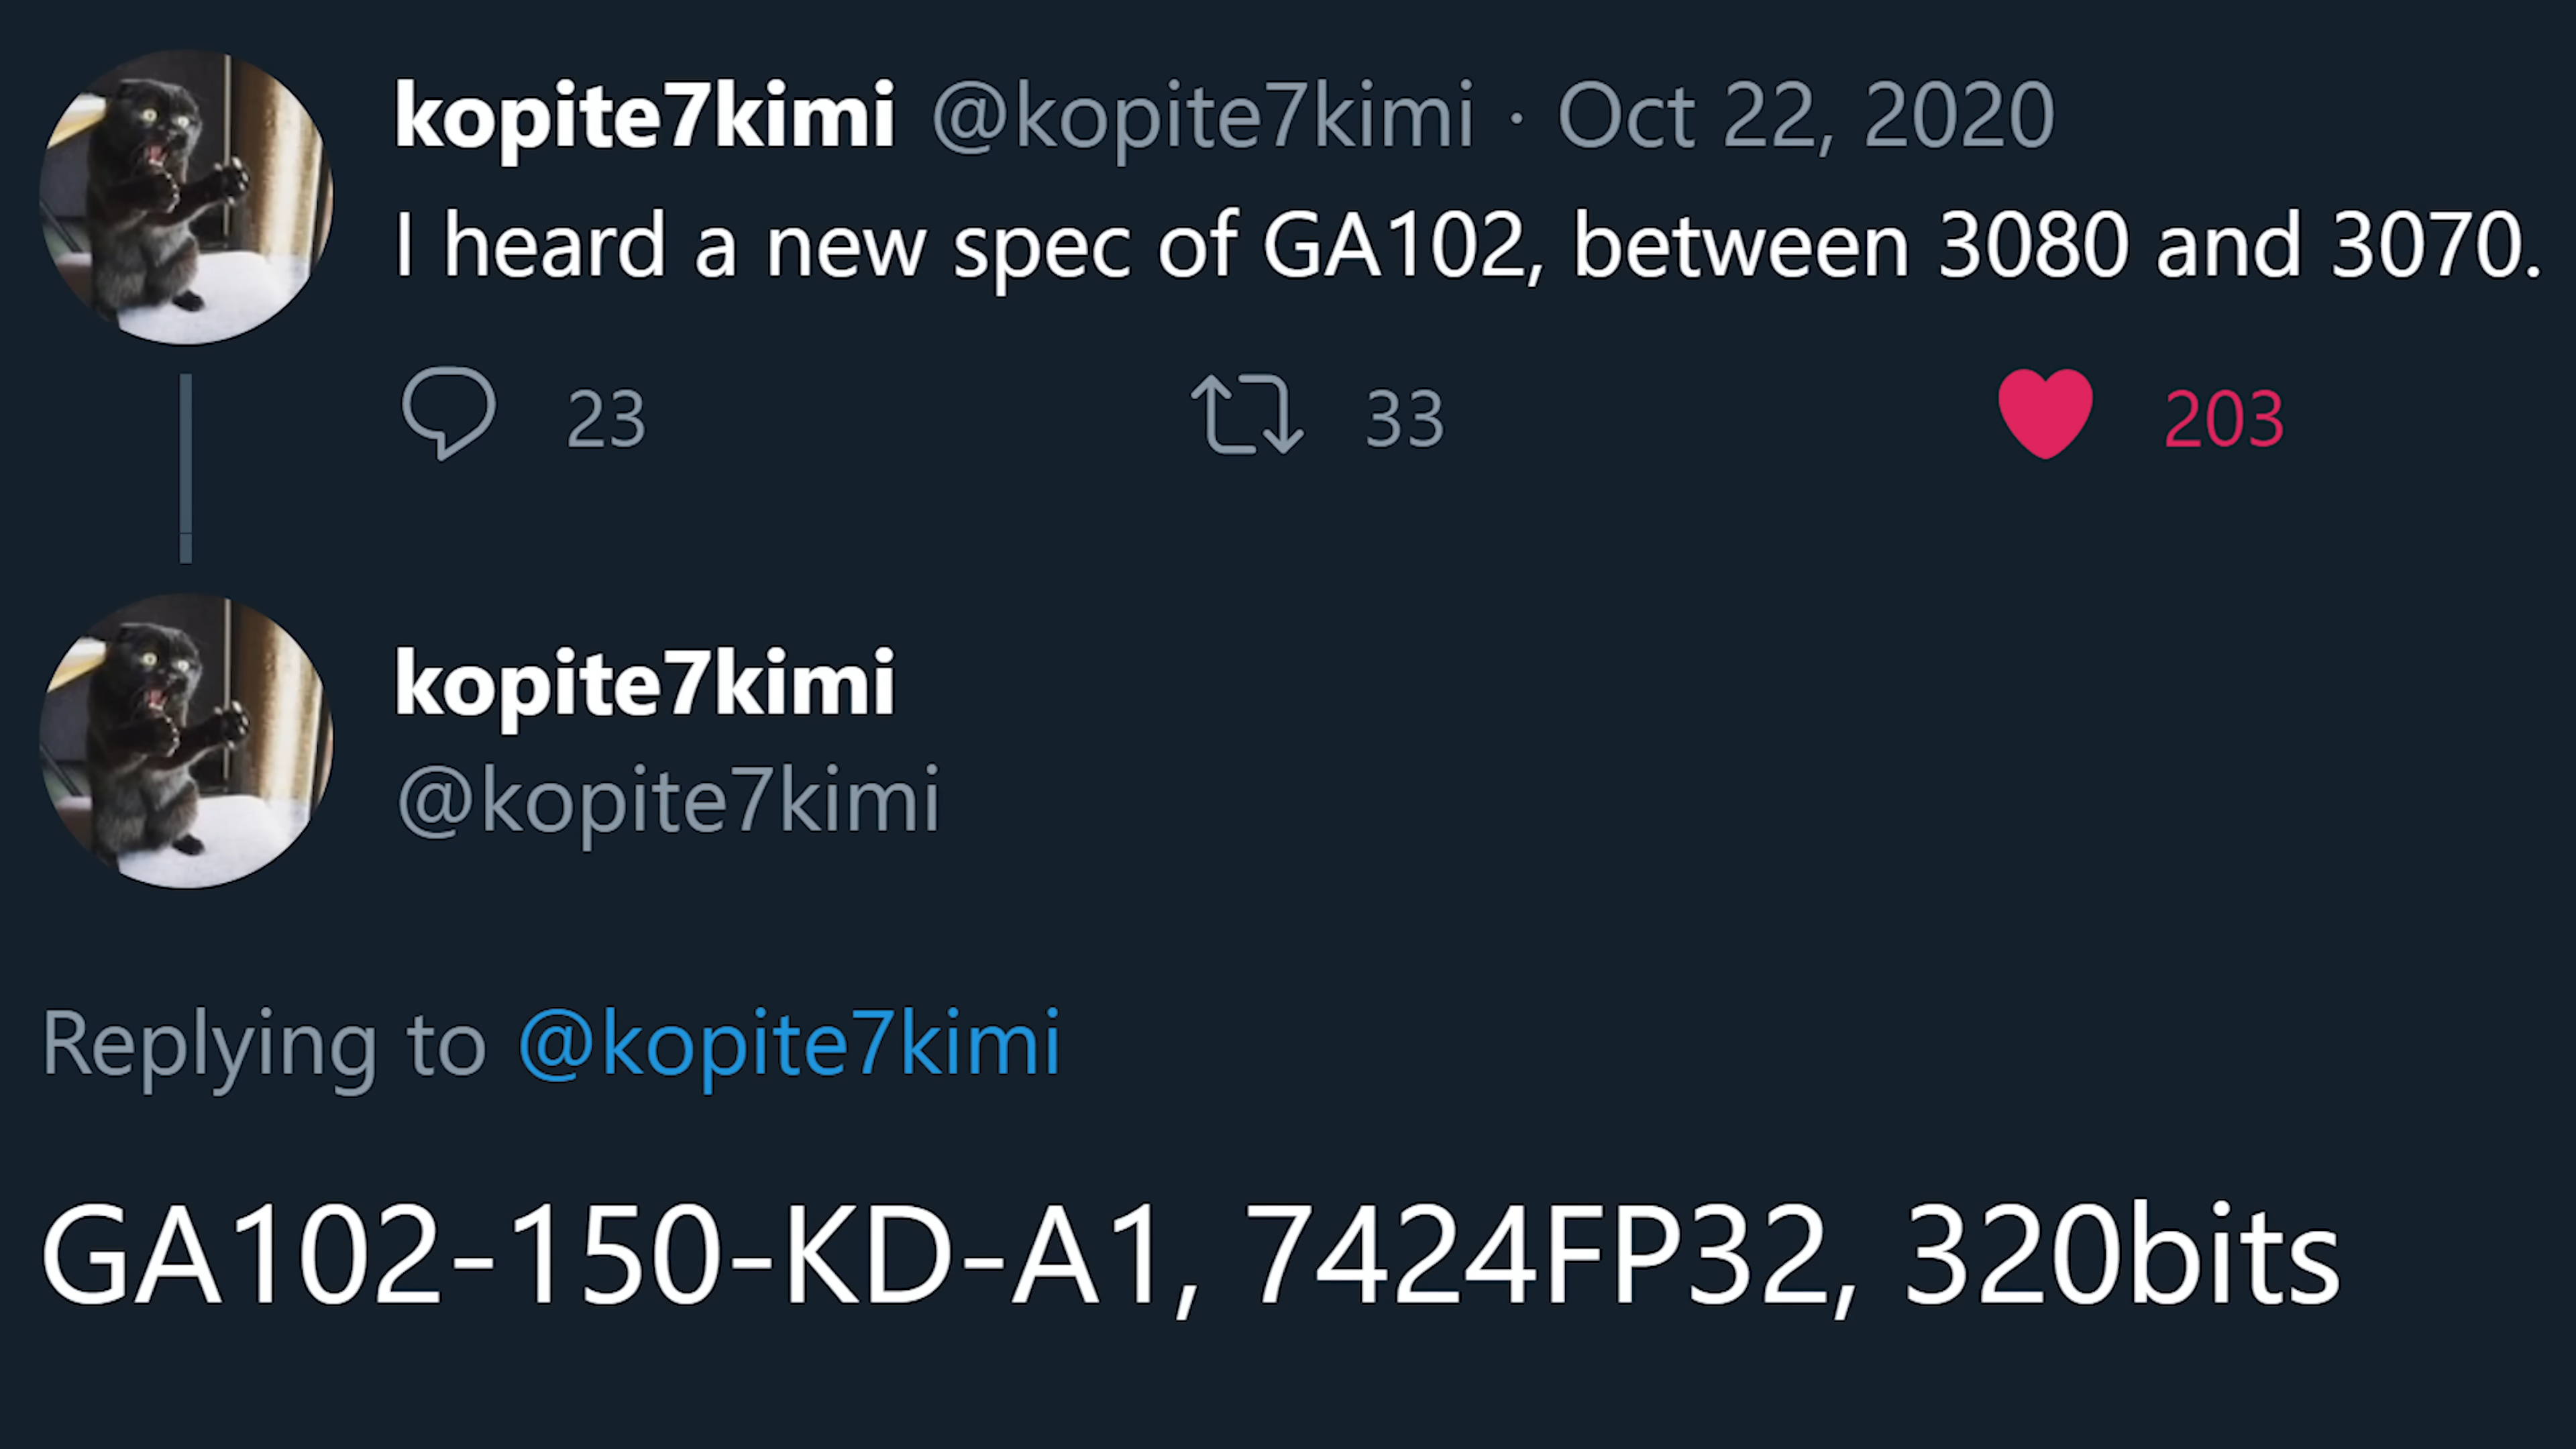 kopite7kimi @kopite7kimi · Oct 22, 2020
I heard a new spec of GA102, between 3080 and 3070.
23 33 203
kopite7kimi
@kopite7kimi
Replying to @kopite7kimi
GA102-150-KD-A1, 7424FP32, 320bits